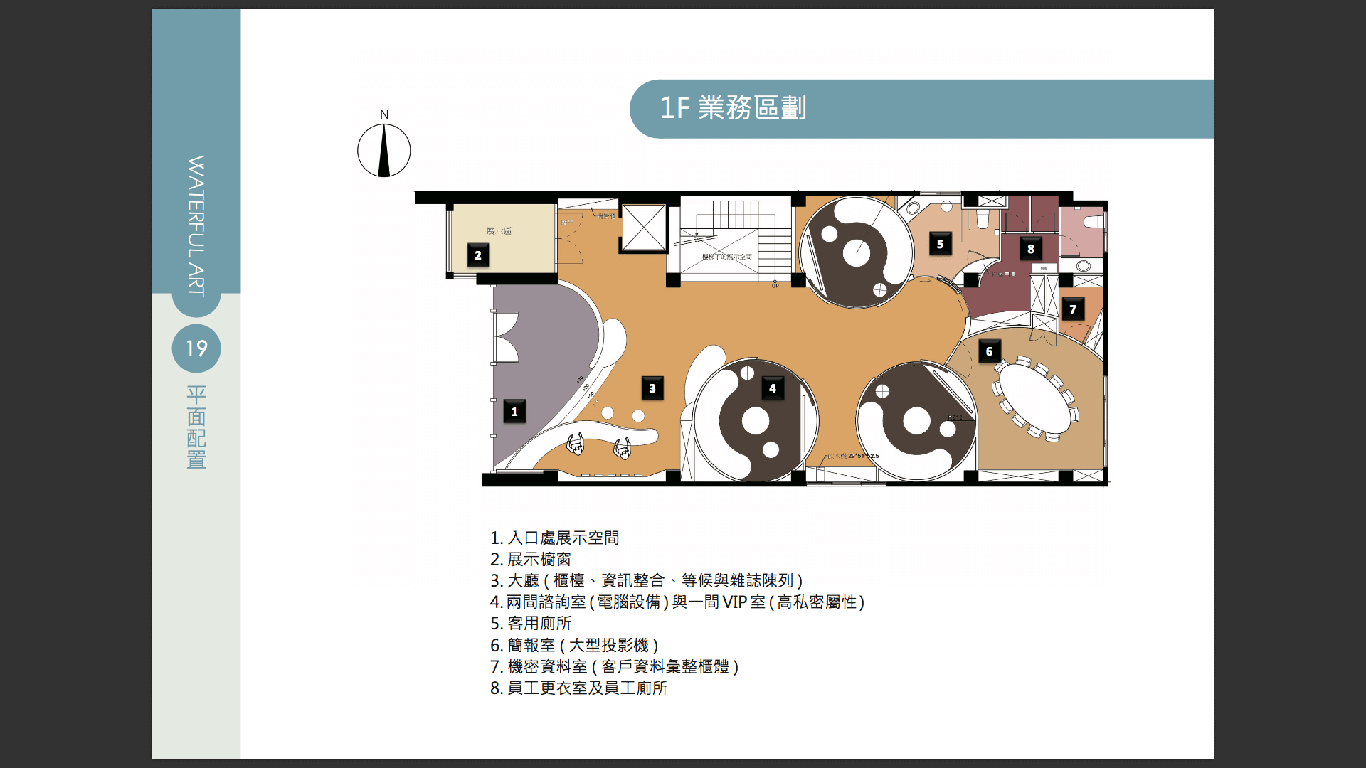 WATERFUL ART
19
平面配置
1F 業務區劃
N
2
5
8
7
6
3
4
1
1. 入口處展示空間
2. 展示櫥窗
3. 大廳 ( 櫃檯、資訊整合、等候與雜誌陳列 )
4. 兩間諮詢室 ( 電腦設備 ) 與一間 VIP 室 ( 高私密屬性 )
5. 客用廁所
6. 簡報室 ( 大型投影機 )
7. 機密資料室 ( 客戶資料彙整櫃體 )
8. 員工更衣室及員工廁所